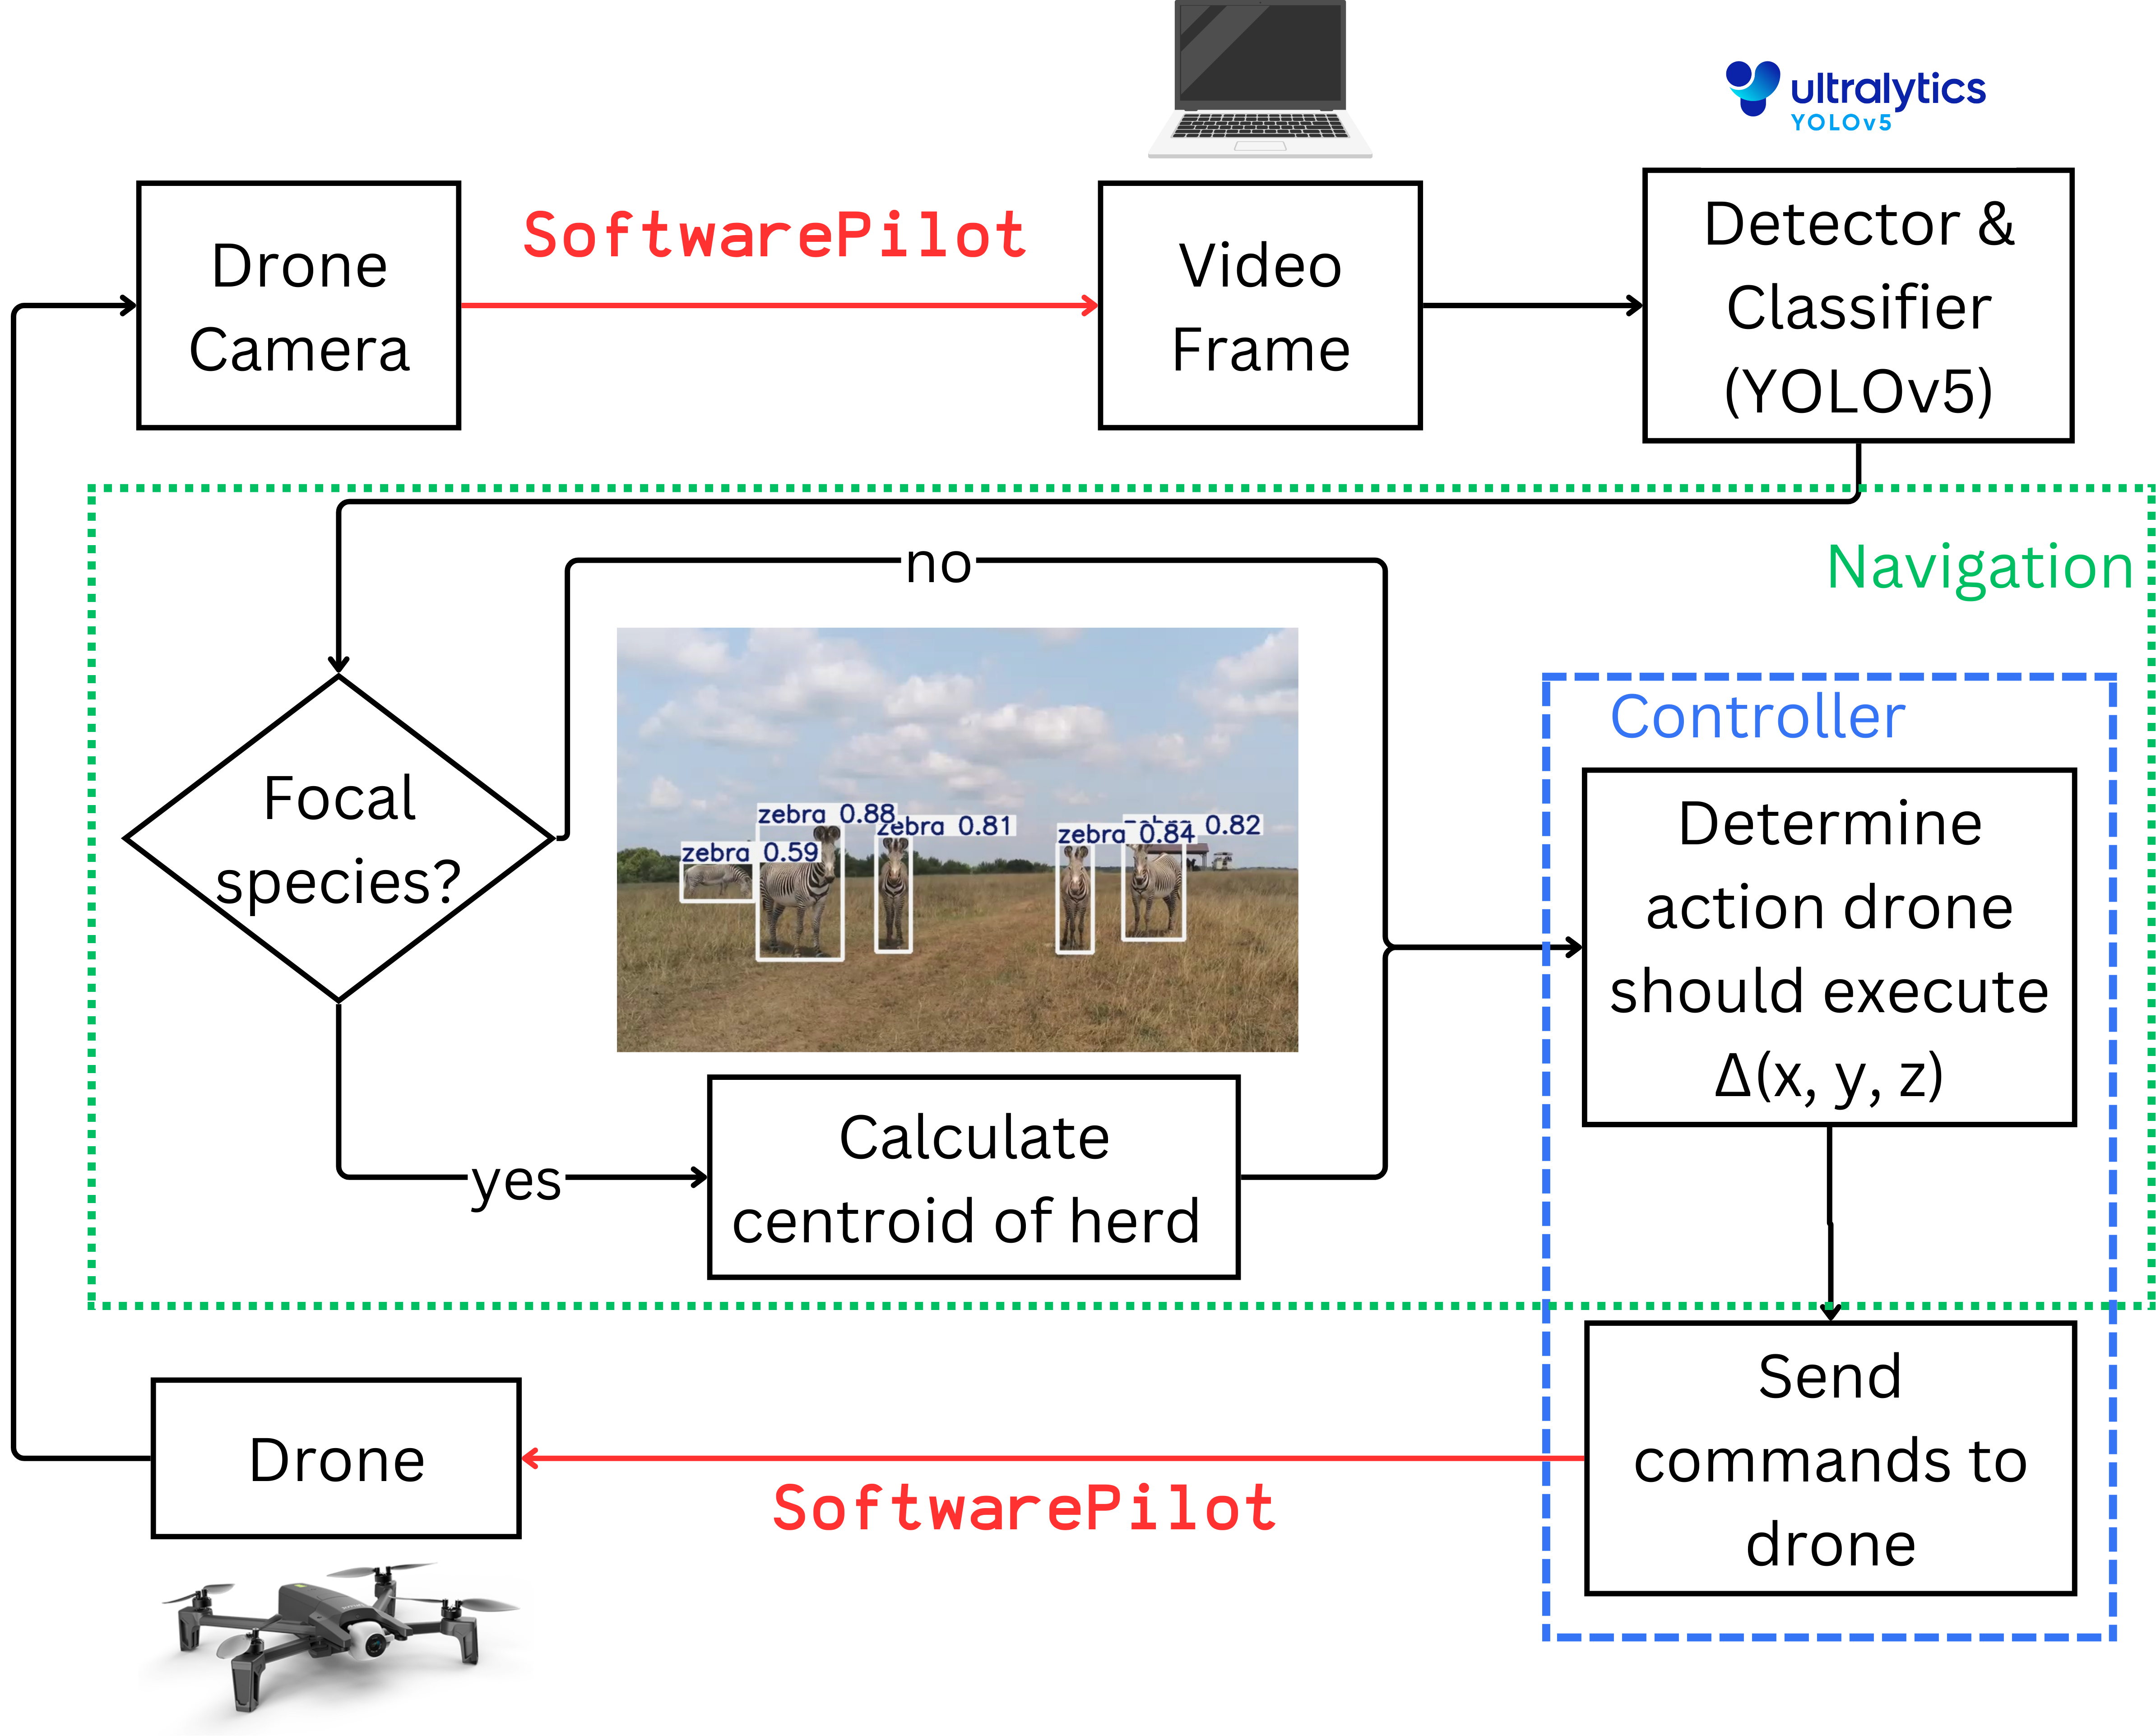 ultralytics
YOLOv5
Drone
Camera
SoftwarePilot
Video
Frame
Detector &
Classifier
(YOLOv5)
Navigation
no
Focal
species?
zebra 0.59
zebra 0.88
zebra 0.81
zebra 0.84
0.82
Controller
Determine
action drone
should execute
Δ(x, y, z)
yes
Calculate
centroid of herd
Send
commands to
drone
SoftwarePilot
Drone